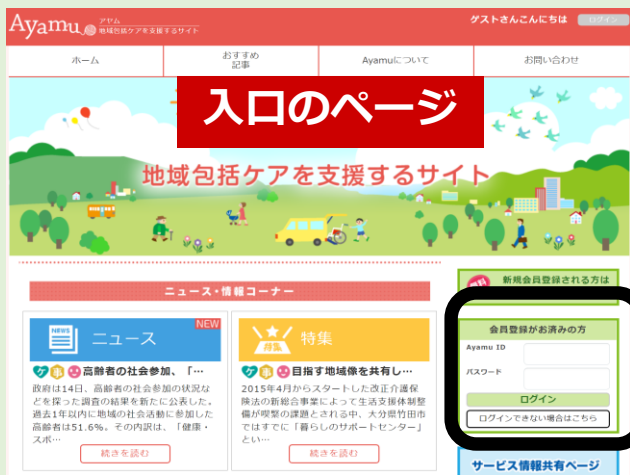 Ayamu アヤム
地域包括ケアを支援するサイト
ゲストさんこんにちは ログイン
ホーム
おすすめ
記事
Ayamuについて
お問い合わせ
入口のページ
地域包括ケアを支援するサイト
ニュース・情報コーナー
NEWS ニュース NEW
高齢者の社会参加、「…
政府は14日、高齢者の社会参加の状況な
どを探った調査の結果を新たに公表した。
過去1年以内に地域の社会活動に参加した
高齢者は51.6%。その内訳は、「健康・
スポ…
続きを読む
特集 特集
目指す地域像を共有し…
2015年4月からスタートした改正介護保
険法の新総合事業によって生活支援体制整
備が喫緊の課題とされる中、大分県竹田市
ではすでに「暮らしのサポートセンター」
とい…
続きを読む
無料 新規会員登録される方は
会員登録がお済みの方
Ayamu ID
パスワード
ログイン
ログインできない場合はこちら
サービス情報共有ページ